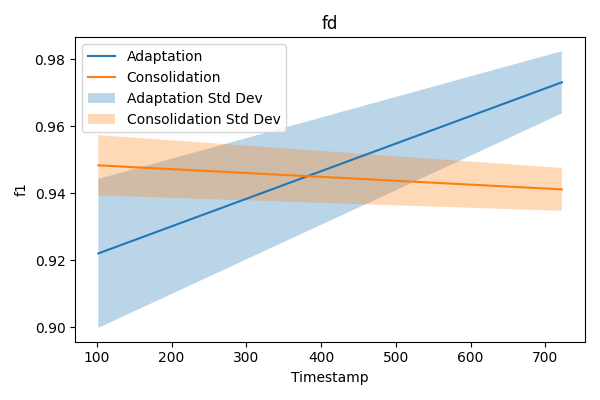 fd
Adaptation
Consolidation
Adaptation Std Dev
Consolidation Std Dev
0.98
0.96
0.94
0.92
0.90
f1
100 200 300 400 500 600 700
Timestamp